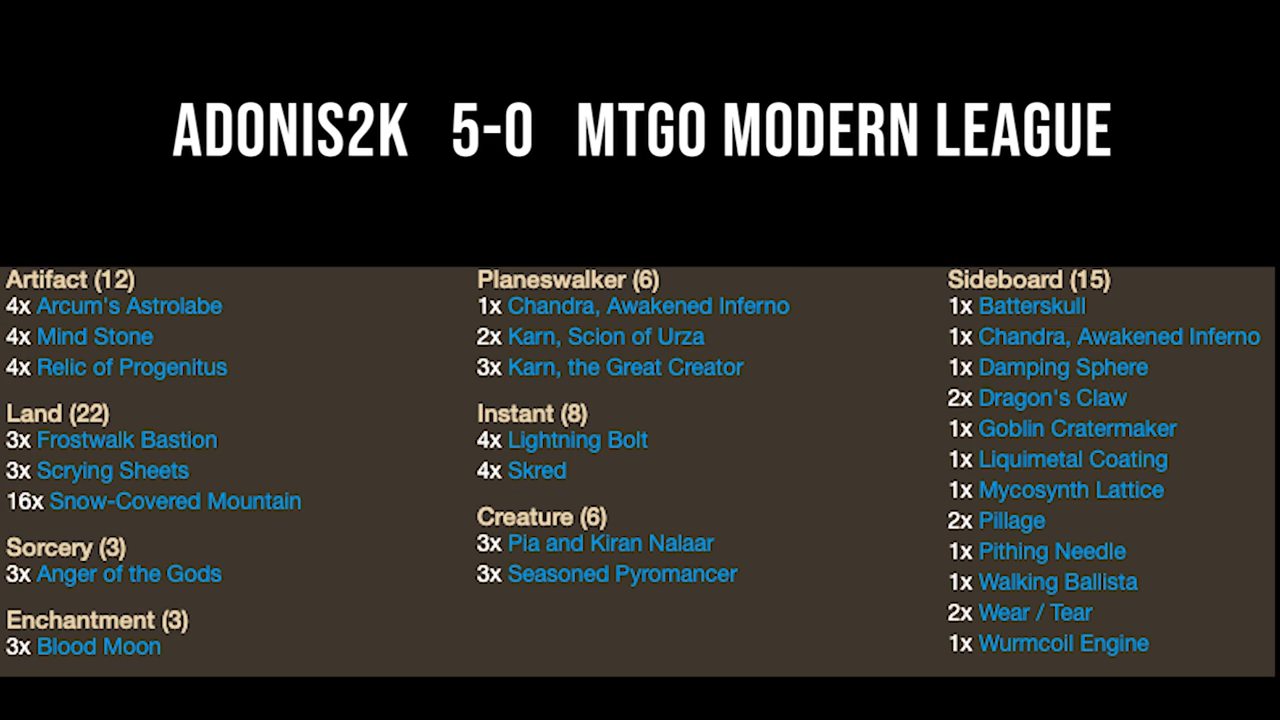 ADONIS2K 5-0 MTGO MODERN LEAGUE
Artifact (12)
4x Arcum's Astrolabe
4x Mind Stone
4x Relic of Progenitus
Land (22)
3x Frostwalk Bastion
3x Scrying Sheets
16x Snow-Covered Mountain
Sorcery (3)
3x Anger of the Gods
Enchantment (3)
3x Blood Moon
Planeswalker (6)
1x Chandra, Awakened Inferno
2x Karn, Scion of Urza
3x Karn, the Great Creator
Instant (8)
4x Lightning Bolt
4x Skred
Creature (6)
3x Pia and Kiran Nalaar
3x Seasoned Pyromancer
Sideboard (15)
1x Batterskull
1x Chandra, Awakened Inferno
1x Damping Sphere
2x Dragon's Claw
1x Goblin Cratermaker
1x Liquimetal Coating
1x Mycosynth Lattice
2x Pillage
1x Pithing Needle
1x Walking Ballista
2x Wear / Tear
1x Wurmcoil Engine